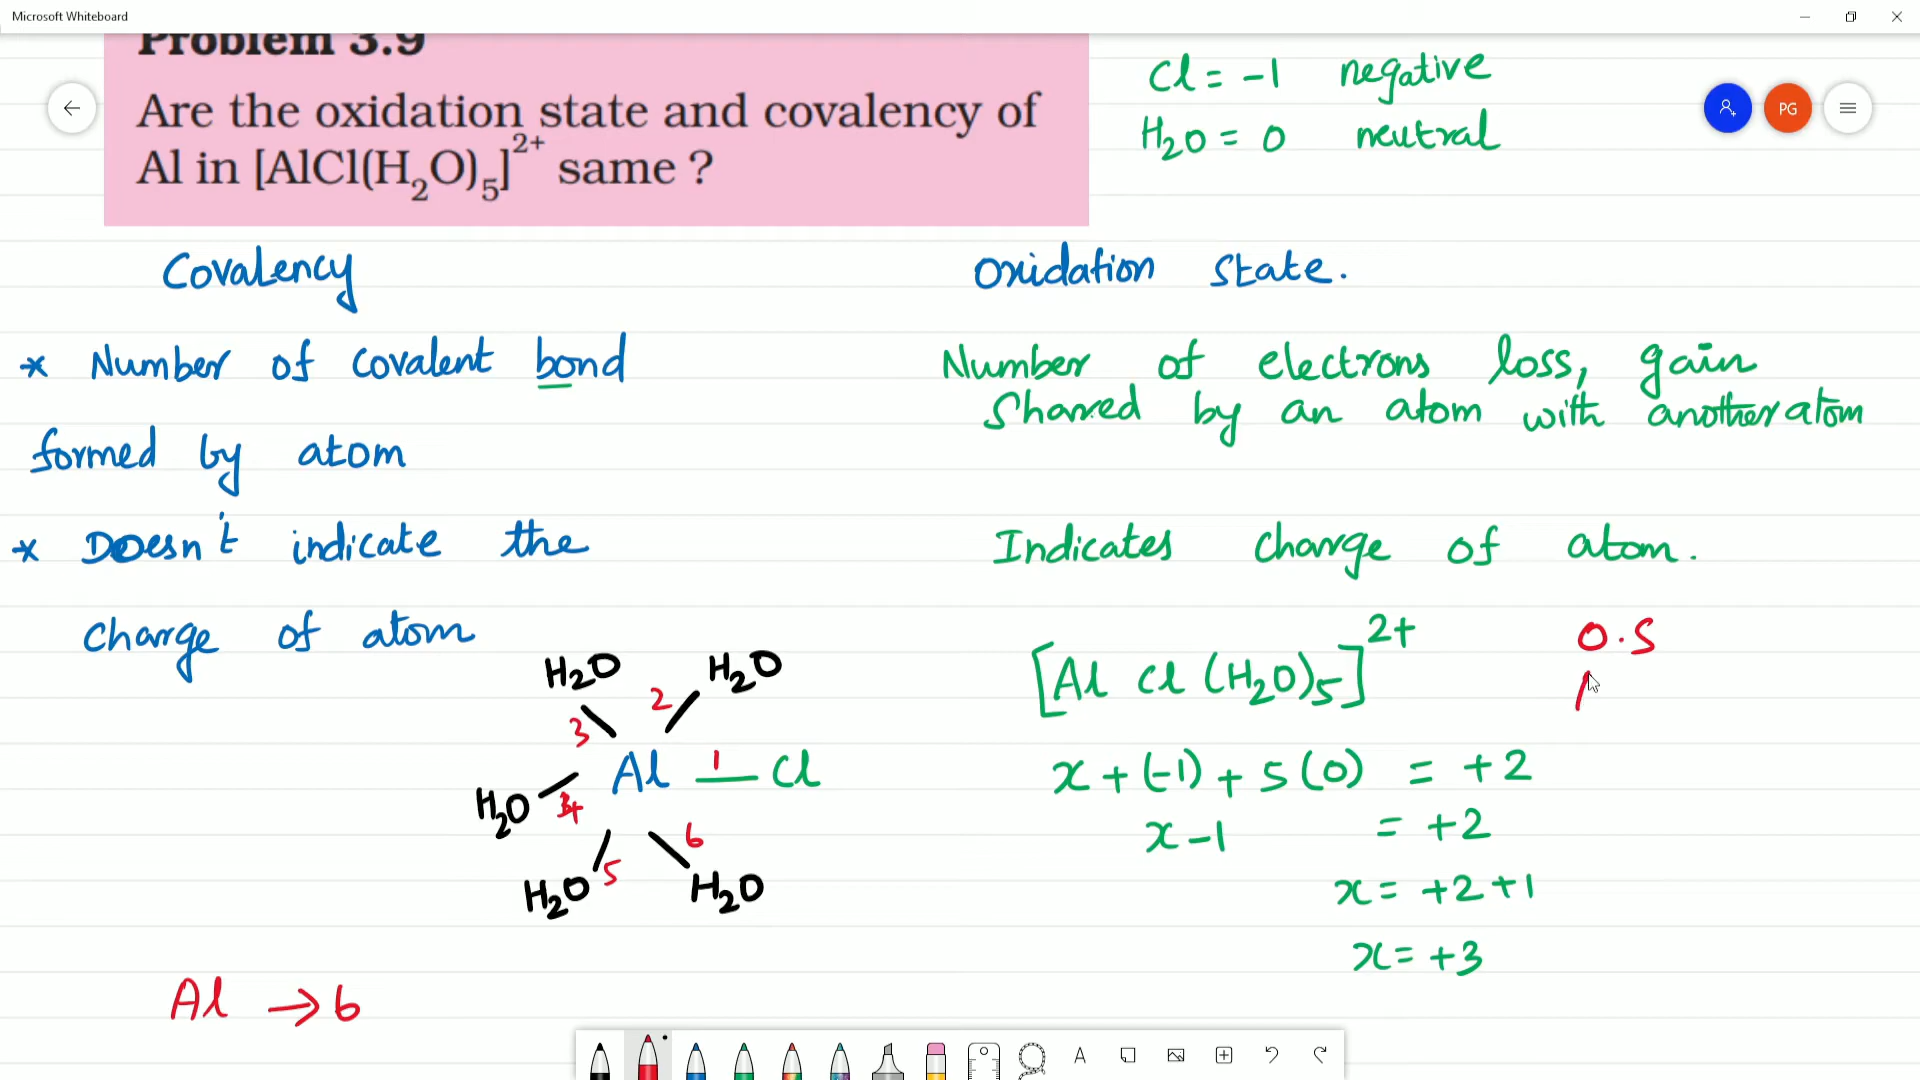 Microsoft Whiteboard
Problem 3.9
Are the oxidation state and covalency of
Al in [AlCl(H₂O)₅]²⁺ same ?
Cl = -1 negative
H₂O = 0 neutral
PG
Covalency
* Number of covalent bond
formed by atom
* Doesn't indicate the
charge of atom
Oxidation state.
Number of electrons loss, gain
Shared by an atom with another atom
Indicates charge of atom.
[Al Cl (H₂O)₅]²⁺
O.S
x + (-1) + 5(0) = +2
x - 1 = +2
x = +2+1
x = +3
H₂O H₂O
3 2
Al 1 Cl
H₂O 4
5 6
H₂O H₂O
Al → 6
A